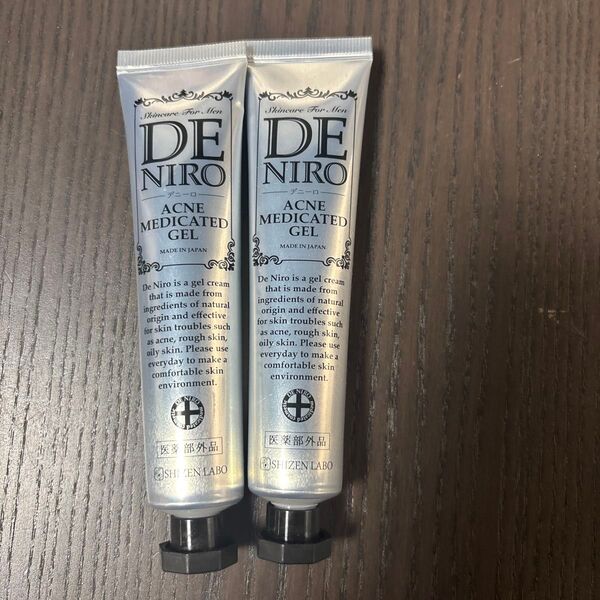 Skincare For Men
DE
NIRO
デニーロ
ACNE
MEDICATED
GEL
MADE IN JAPAN
De Niro is a gel cream
that is made from
ingredients of natural
origin and effective
for skin troubles such
as acne, rough skin,
oily skin. Please use
everyday to make a
comfortable skin
environment.
DE NIRO
医薬部外品
SHIZEN LABO
Skincare For Men
DE
NIRO
デニーロ
ACNE
MEDICATED
GEL
MADE IN JAPAN
De Niro is a gel cream
that is made from
ingredients of natural
origin and effective
for skin troubles such
as acne, rough skin,
oily skin. Please use
everyday to make a
comfortable skin
environment.
DE NIRO
医薬部外品
SHIZEN LABO